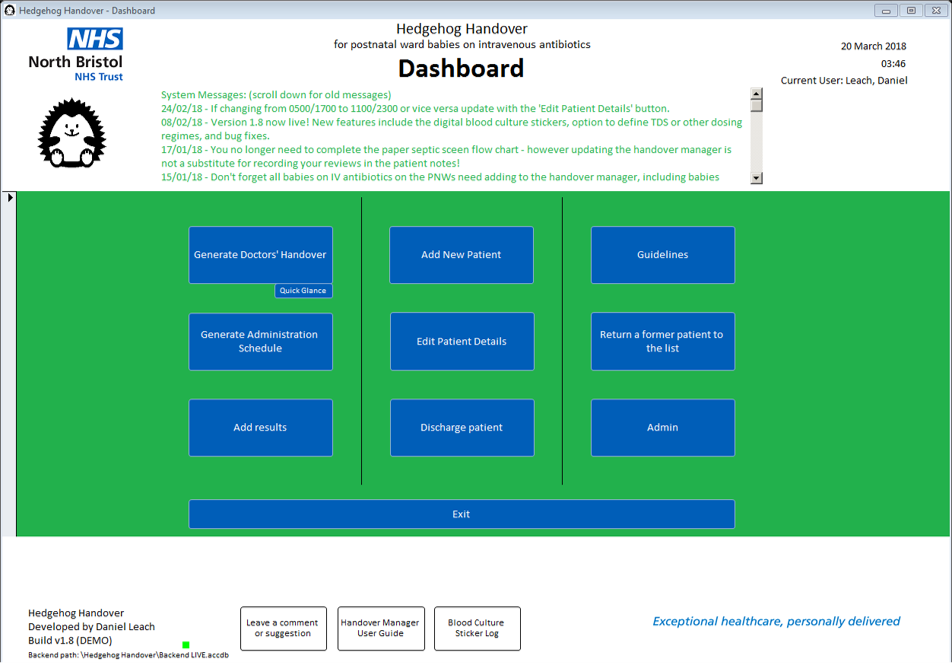 Hedgehog Handover - Dashboard
NHS
North Bristol
NHS Trust
Hedgehog Handover
for postnatal ward babies on intravenous antibiotics
Dashboard
20 March 2018
03:46
Current User: Leach, Daniel
System Messages: (scroll down for old messages)
24/02/18 - If changing from 0500/1700 to 1100/2300 or vice versa update with the 'Edit Patient Details' button.
08/02/18 - Version 1.8 now live! New features include the digital blood culture stickers, option to define TDS or other dosing
regimes, and bug fixes.
17/01/18 - You no longer need to complete the paper septic sceen flow chart - however updating the handover manager is
not a substitute for recording your reviews in the patient notes!
15/01/18 - Don't forget all babies on IV antibiotics on the PNWs need adding to the handover manager, including babies
Generate Doctors' Handover
Quick Glance
Add New Patient
Guidelines
Generate Administration
Schedule
Edit Patient Details
Return a former patient to
the list
Add results
Discharge patient
Admin
Exit
Hedgehog Handover
Developed by Daniel Leach
Build v1.8 (DEMO)
Backend path: \Hedgehog Handover\Backend LIVE.accdb
Leave a comment
or suggestion
Handover Manager
User Guide
Blood Culture
Sticker Log
Exceptional healthcare, personally delivered